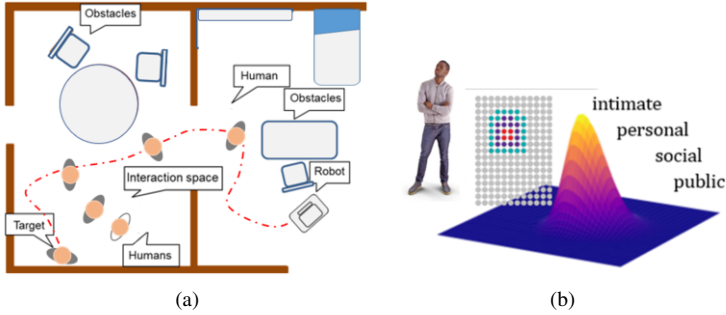 Obstacles
Human
Obstacles
Robot
Interaction space
Target
Humans
(a)
intimate
personal
social
public
(b)